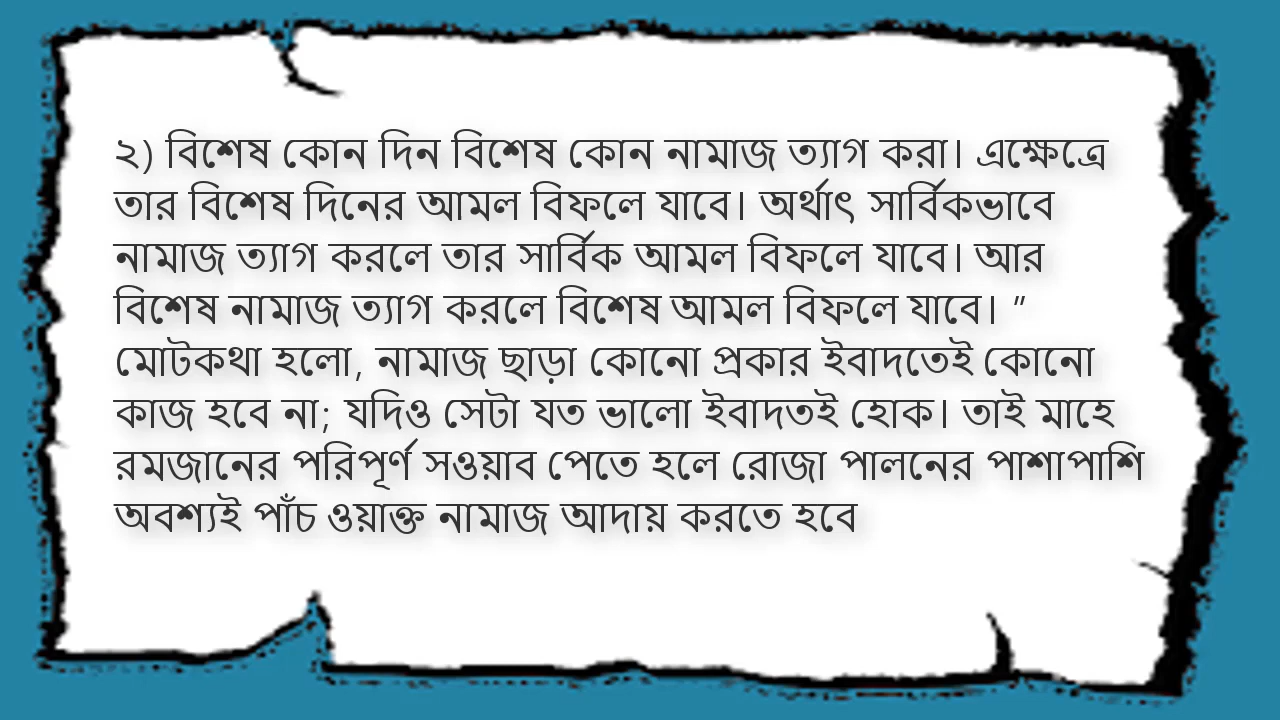 ২) বিশেষ কোন দিন বিশেষ কোন নামাজ ত্যাগ করা। এক্ষেত্রে
তার বিশেষ দিনের আমল বিফলে যাবে। অর্থাৎ সার্বিকভাবে
নামাজ ত্যাগ করলে তার সার্বিক আমল বিফলে যাবে। আর
বিশেষ নামাজ ত্যাগ করলে বিশেষ আমল বিফলে যাবে। ”
মোটকথা হলো, নামাজ ছাড়া কোনো প্রকার ইবাদতেই কোনো
কাজ হবে না; যদিও সেটা যত ভালো ইবাদতই হোক। তাই মাহে
রমজানের পরিপূর্ণ সওয়াব পেতে হলে রোজা পালনের পাশাপাশি
অবশ্যই পাঁচ ওয়াক্ত নামাজ আদায় করতে হবে